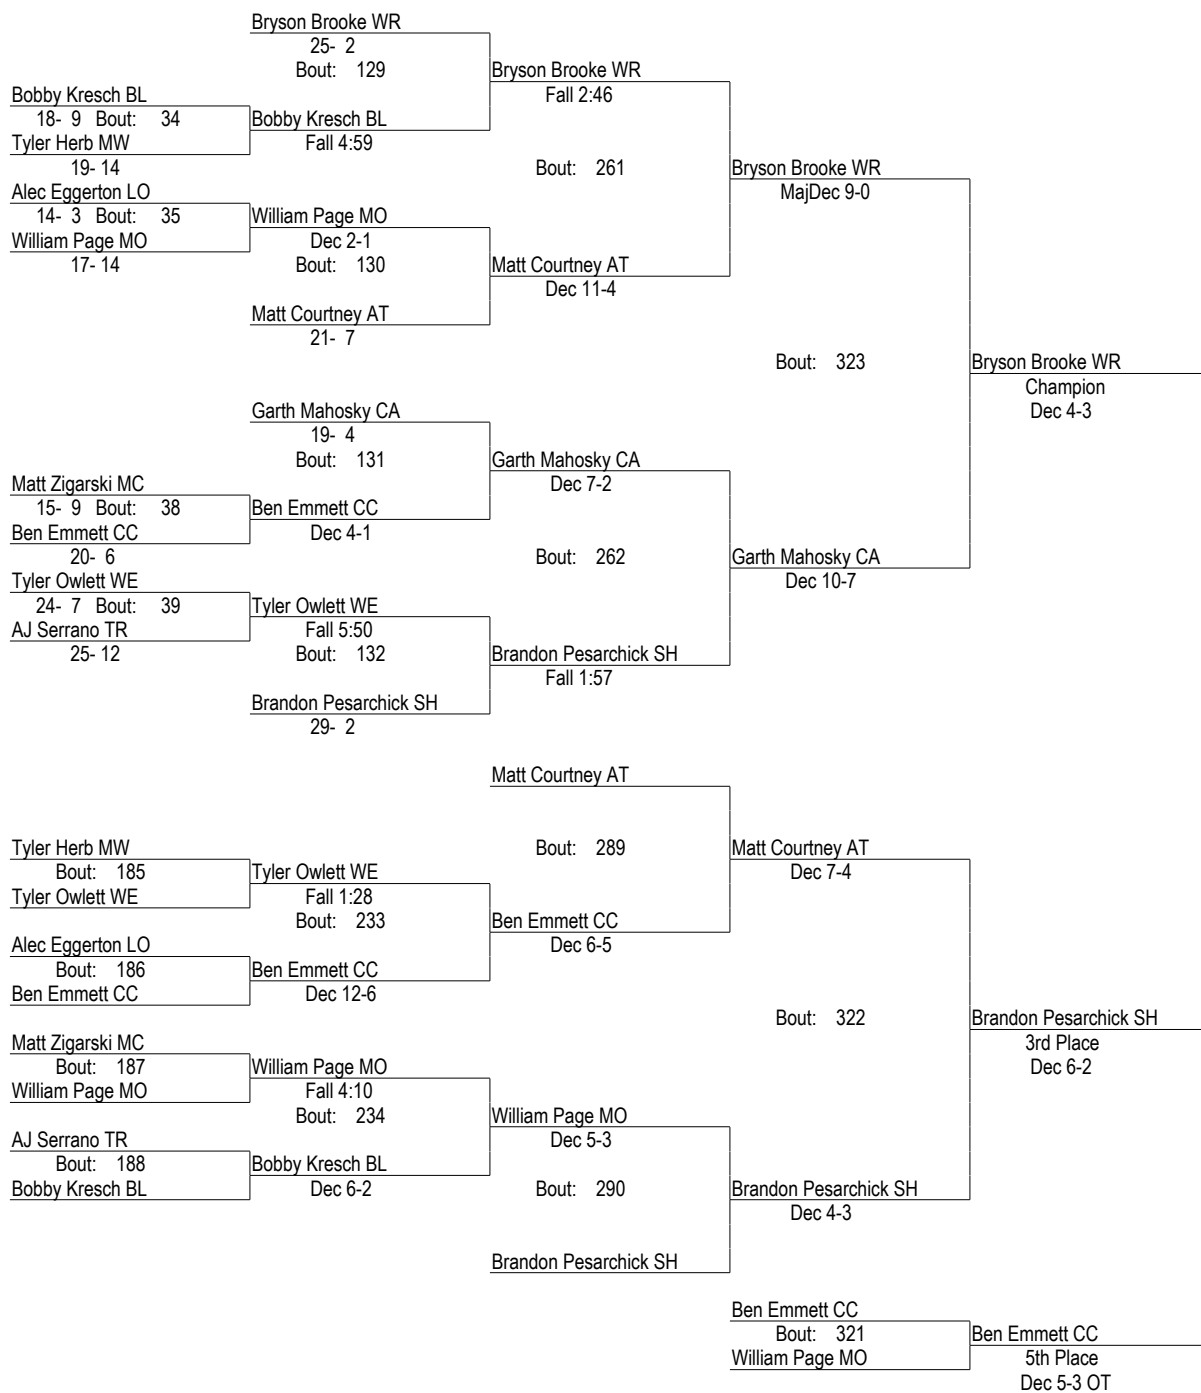 Bryson Brooke WR
25- 2
Bout: 129
Bryson Brooke WR
Fall 2:46
Bobby Kresch BL
18- 9 Bout: 34
Bobby Kresch BL
Fall 4:59
Tyler Herb MW
19- 14
Bout: 261
Bryson Brooke WR
MajDec 9-0
Alec Eggerton LO
14- 3 Bout: 35
William Page MO
Dec 2-1
William Page MO
17- 14
Bout: 130
Matt Courtney AT
Dec 11-4
Matt Courtney AT
21- 7
Bout: 323
Bryson Brooke WR
Champion
Dec 4-3
Garth Mahosky CA
19- 4
Bout: 131
Garth Mahosky CA
Dec 7-2
Matt Zigarski MC
15- 9 Bout: 38
Ben Emmett CC
Dec 4-1
Ben Emmett CC
20- 6
Bout: 262
Garth Mahosky CA
Dec 10-7
Tyler Owlett WE
24- 7 Bout: 39
Tyler Owlett WE
Fall 5:50
AJ Serrano TR
25- 12
Bout: 132
Brandon Pesarchick SH
Fall 1:57
Brandon Pesarchick SH
29- 2
Matt Courtney AT
Bout: 289
Matt Courtney AT
Dec 7-4
Tyler Herb MW
Bout: 185
Tyler Owlett WE
Tyler Owlett WE
Fall 1:28
Bout: 233
Ben Emmett CC
Dec 6-5
Alec Eggerton LO
Bout: 186
Ben Emmett CC
Ben Emmett CC
Dec 12-6
Bout: 322
Brandon Pesarchick SH
3rd Place
Dec 6-2
Matt Zigarski MC
Bout: 187
William Page MO
William Page MO
Fall 4:10
Bout: 234
William Page MO
Dec 5-3
AJ Serrano TR
Bout: 188
Bobby Kresch BL
Bobby Kresch BL
Dec 6-2
Bout: 290
Brandon Pesarchick SH
Dec 4-3
Brandon Pesarchick SH
Ben Emmett CC
Bout: 321
William Page MO
Ben Emmett CC
5th Place
Dec 5-3 OT